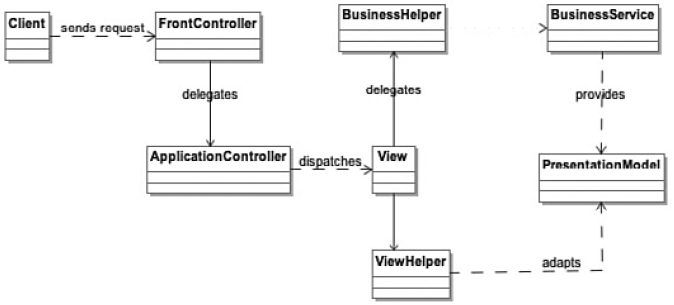 Client
sends request
FrontController
BusinessHelper
BusinessService
delegates
delegates
provides
ApplicationController
dispatches
View
PresentationModel
ViewHelper
adapts